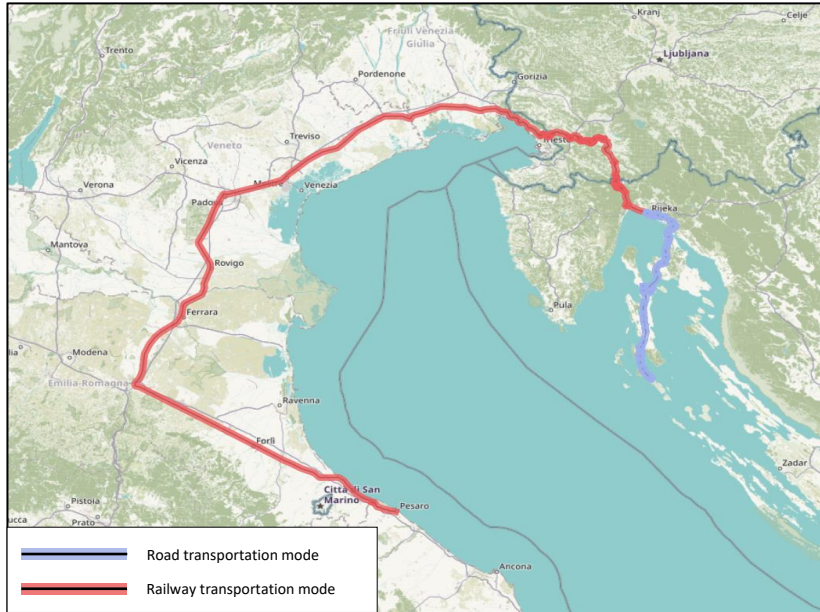 Kranj
Celje
Trento
Friuli Venezia
Giulia
Ljubljana
Pordenone
Gorizia
Treviso
Veneto
Trieste
Vicenza
Verona
Padova
Venezia
Rijeka
Mantova
Rovigo
Pula
Ferrara
Modena
Emilia-Romagna
Ravenna
Forlì
Zadar
Città di San
Marino
Pistoia
Prato
Pesaro
ucca
Ancona
Road transportation mode
Railway transportation mode